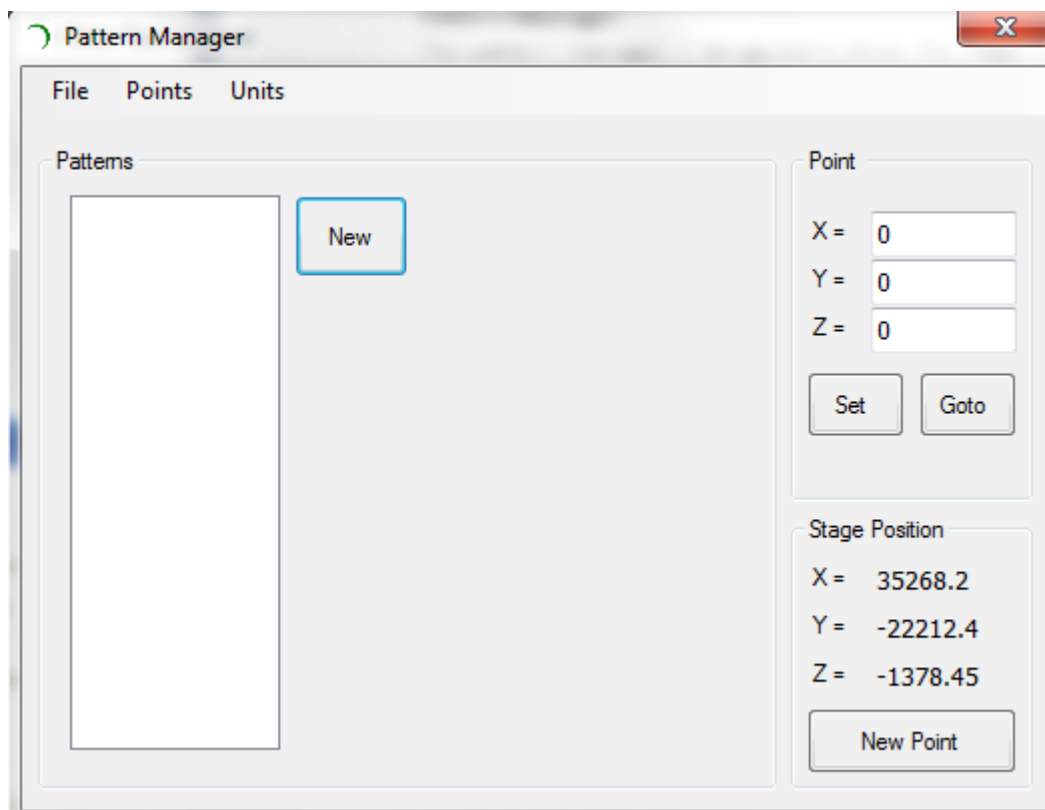 Pattern Manager
File Points Units
Patterns
New
Point
X = 0
Y = 0
Z = 0
Set Goto
Stage Position
X = 35268.2
Y = -22212.4
Z = -1378.45
New Point